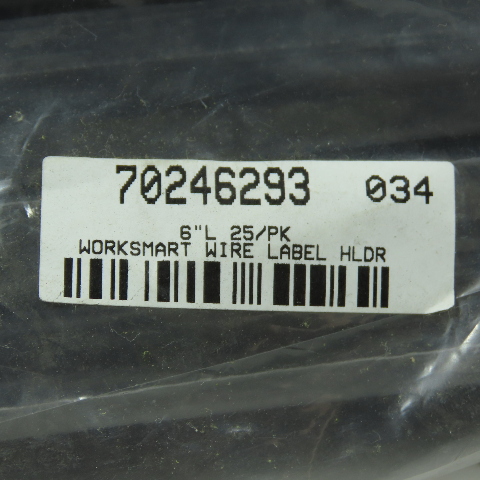 70246293 034
6"L 25/PK
WORKSMART WIRE LABEL HLDR